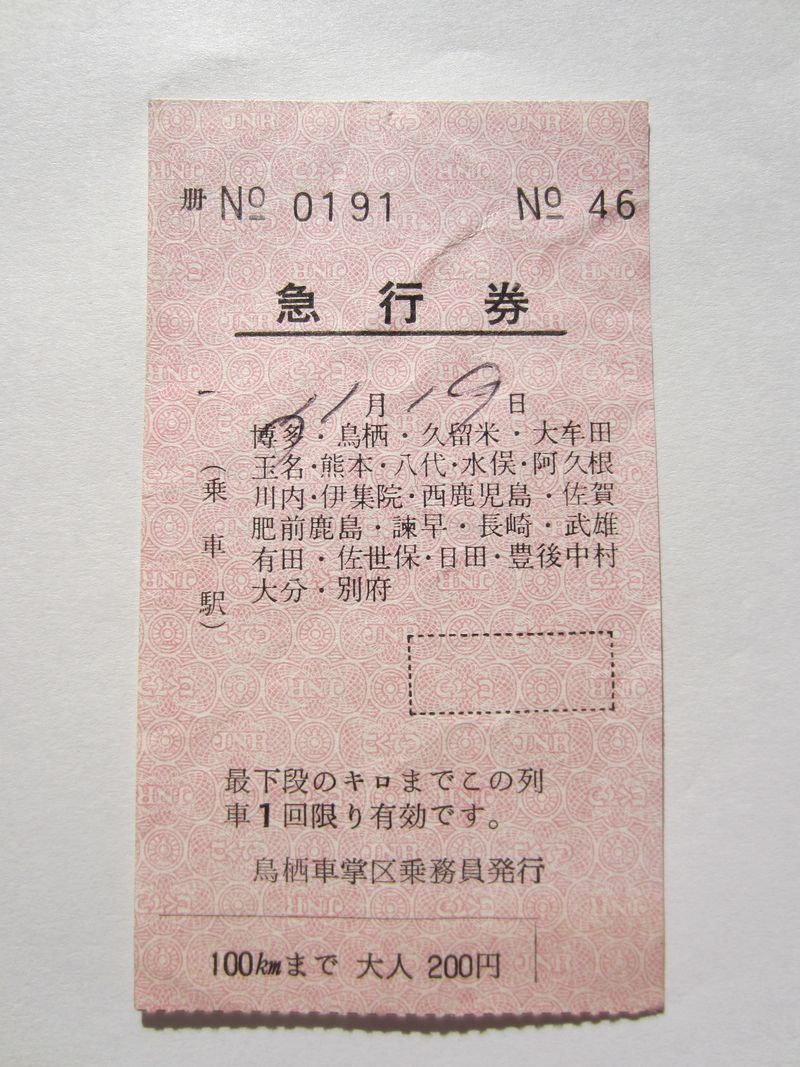 册 № 0191 № 46
急行券
11月19日
（乗車駅）
博多・鳥栖・久留米・大牟田
玉名・熊本・八代・水俣・阿久根
川内・伊集院・西鹿児島・佐賀
肥前鹿島・諫早・長崎・武雄
有田・佐世保・日田・豊後中村
大分・別府
最下段のキロまでこの列
車1回限り有効です。
鳥栖車掌区乗務員発行
100kmまで 大人 200円